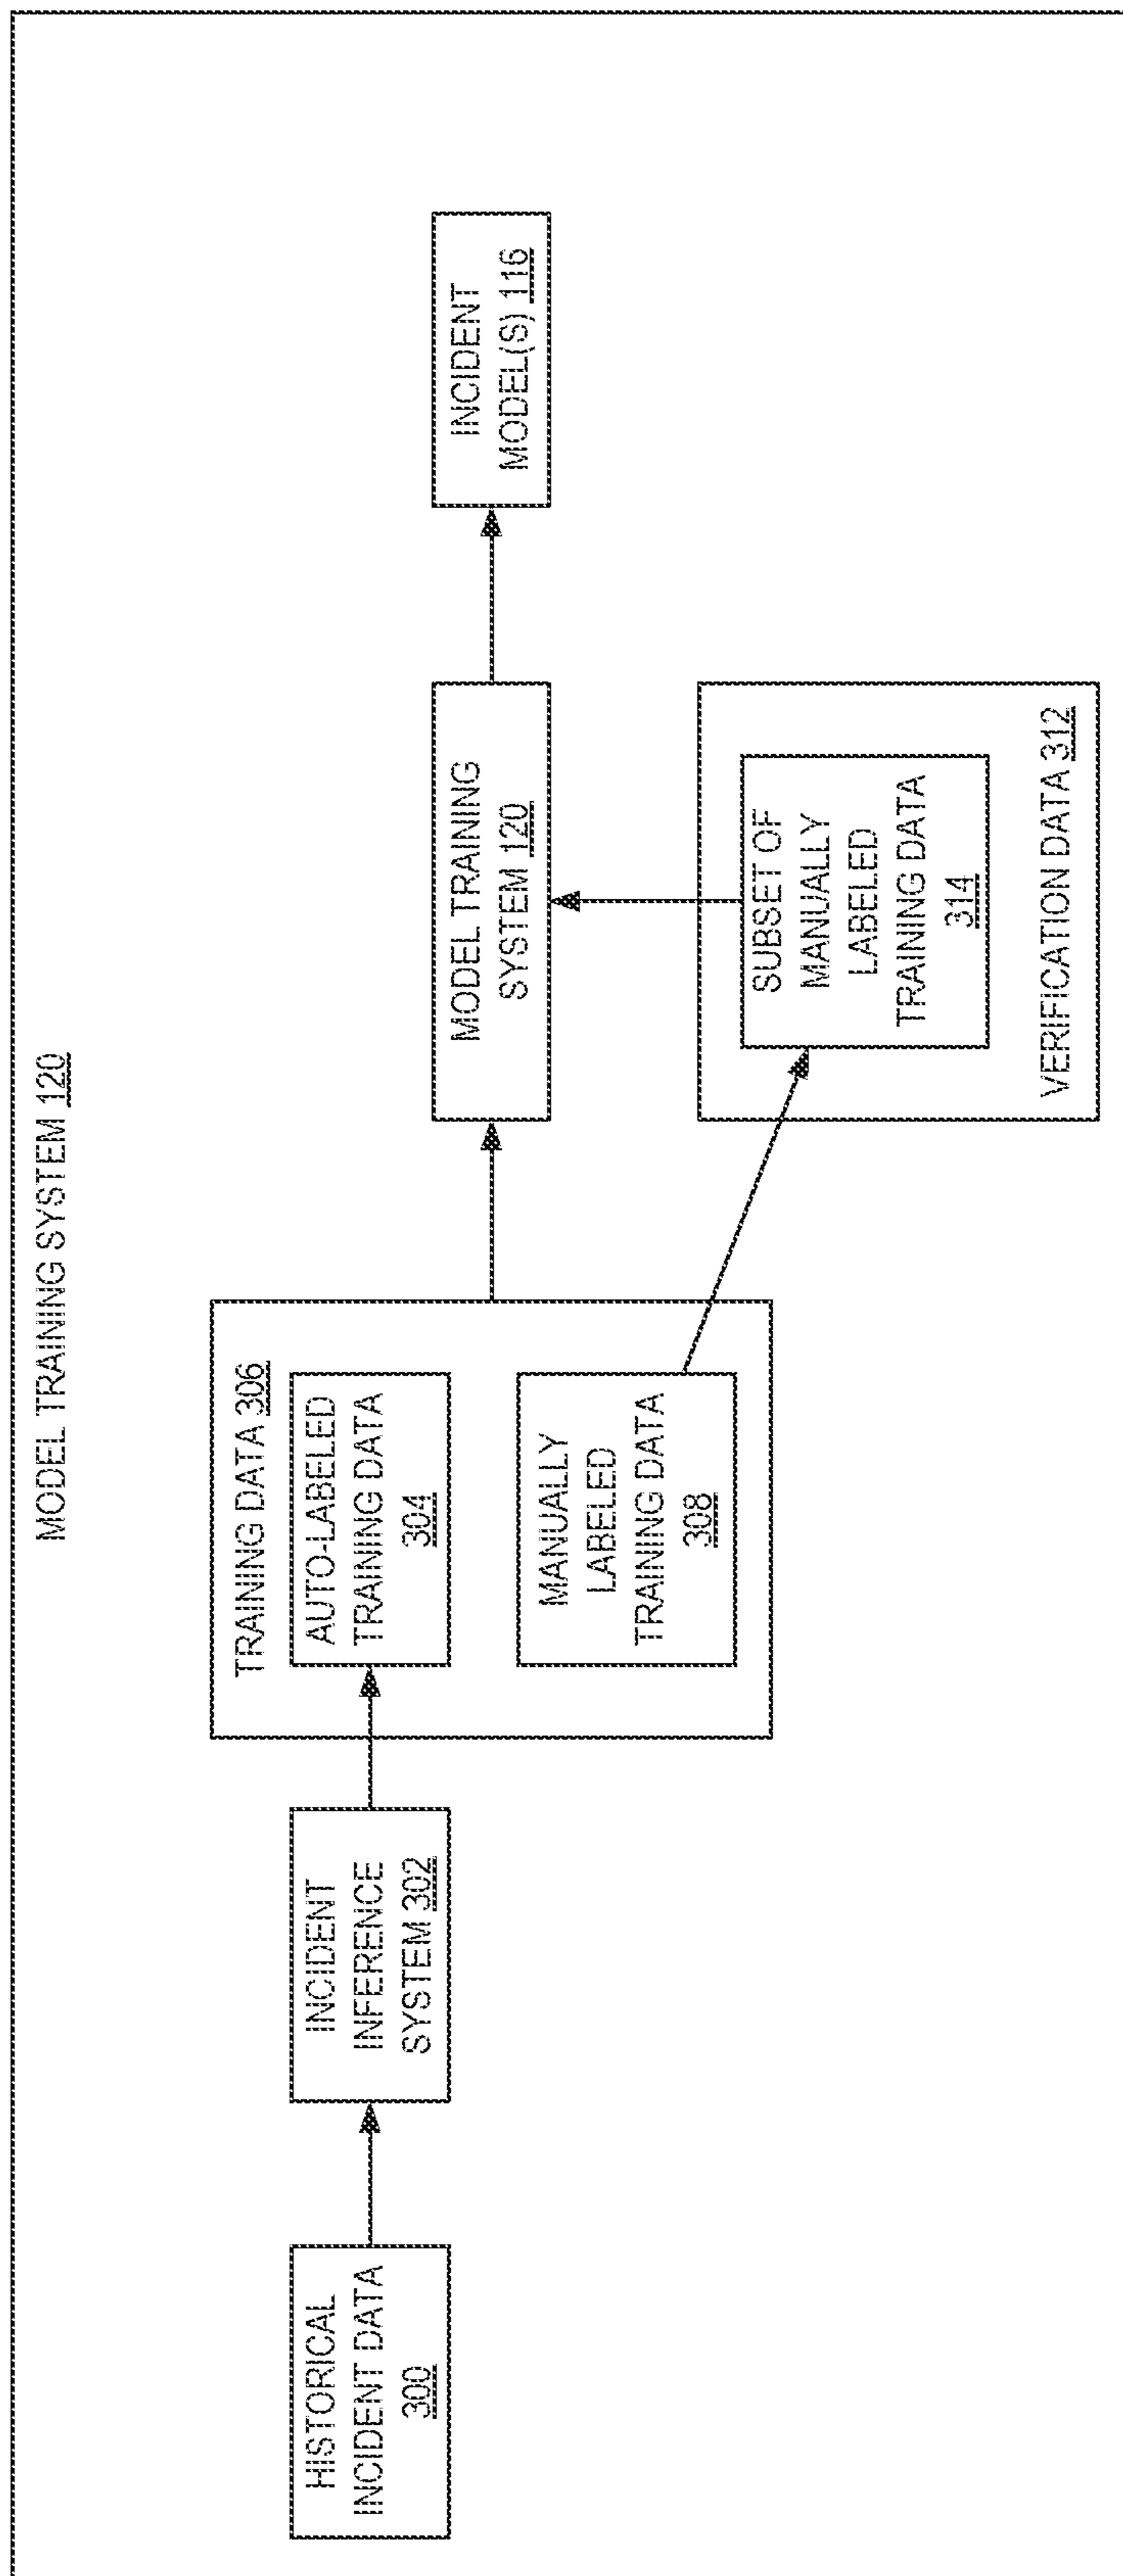 MODEL TRAINING SYSTEM 120
HISTORICAL
INCIDENT DATA
300
INCIDENT
INFERENCE
SYSTEM 302
TRAINING DATA 306
AUTO-LABELED
TRAINING DATA
304
MANUALLY
LABELED
TRAINING DATA
308
MODEL TRAINING
SYSTEM 120
INCIDENT
MODEL(S) 116
SUBSET OF
MANUALLY
LABELED
TRAINING DATA
314
VERIFICATION DATA 312